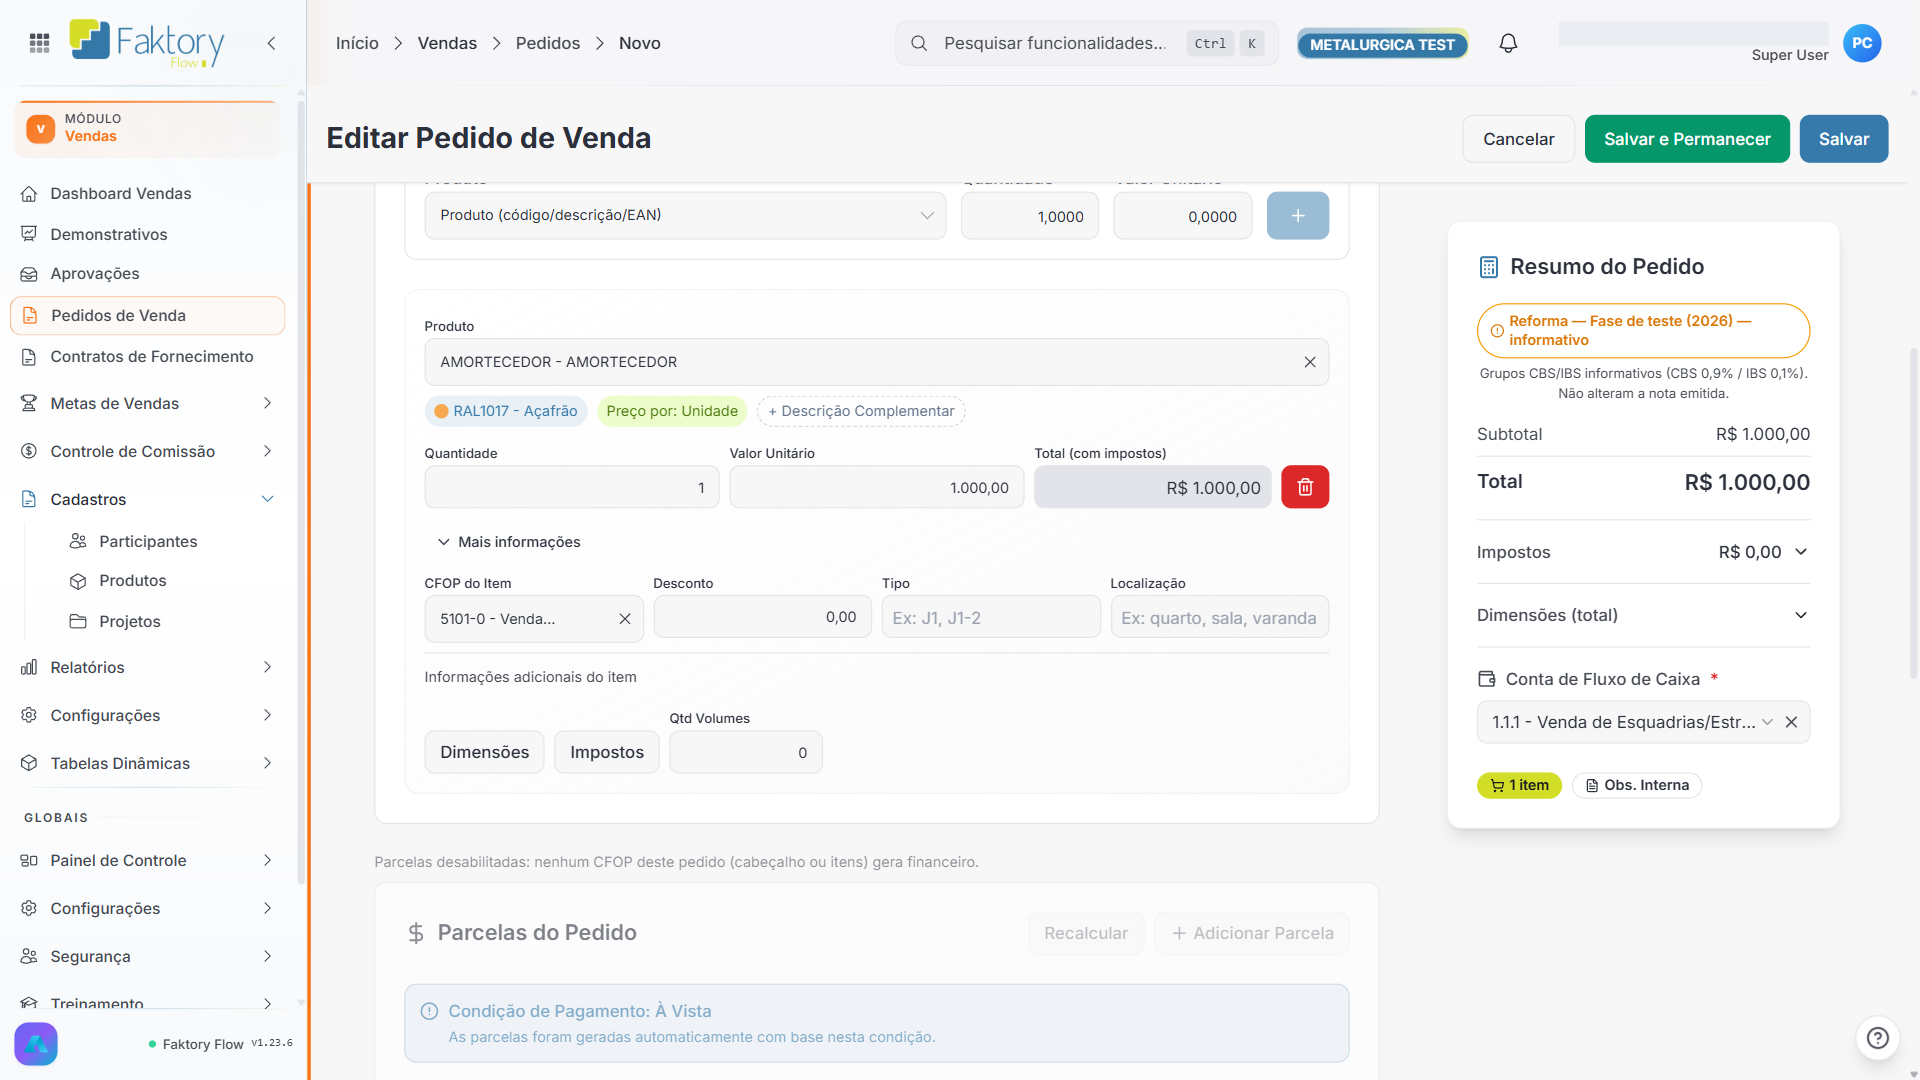 Faktory
Flow
Início
Vendas
Pedidos
Novo
Pesquisar funcionalidades...
Ctrl
K
METALURGICA TEST
Super User
PC
V
MÓDULO
Vendas
Dashboard Vendas
Demonstrativos
Aprovações
Pedidos de Venda
Contratos de Fornecimento
Metas de Vendas
Controle de Comissão
Cadastros
Participantes
Produtos
Projetos
Relatórios
Configurações
Tabelas Dinâmicas
GLOBAIS
Painel de Controle
Configurações
Segurança
Treinamento
Faktory Flow v1.23.6
Editar Pedido de Venda
Cancelar
Salvar e Permanecer
Salvar
Produto
Quantidade
Valor Unitário
Produto (código/descrição/EAN)
1,0000
0,0000
Produto
AMORTECEDOR - AMORTECEDOR
RAL1017 - Açafrão
Preço por: Unidade
+ Descrição Complementar
Quantidade
Valor Unitário
Total (com impostos)
1
1.000,00
R$ 1.000,00
Mais informações
CFOP do Item
Desconto
Tipo
Localização
5101-0 - Venda...
0,00
Ex: J1, J1-2
Ex: quarto, sala, varanda
Informações adicionais do item
Qtd Volumes
Dimensões
Impostos
0
Parcelas desabilitadas: nenhum CFOP deste pedido (cabeçalho ou itens) gera financeiro.
Parcelas do Pedido
Recalcular
Adicionar Parcela
Condição de Pagamento: À Vista
As parcelas foram geradas automaticamente com base nesta condição.
Resumo do Pedido
Reforma — Fase de teste (2026) —
informativo
Grupos CBS/IBS informativos (CBS 0,9% / IBS 0,1%).
Não alteram a nota emitida.
Subtotal
R$ 1.000,00
Total
R$ 1.000,00
Impostos
R$ 0,00
Dimensões (total)
Conta de Fluxo de Caixa *
1.1.1 - Venda de Esquadrias/Estr...
1 item
Obs. Interna